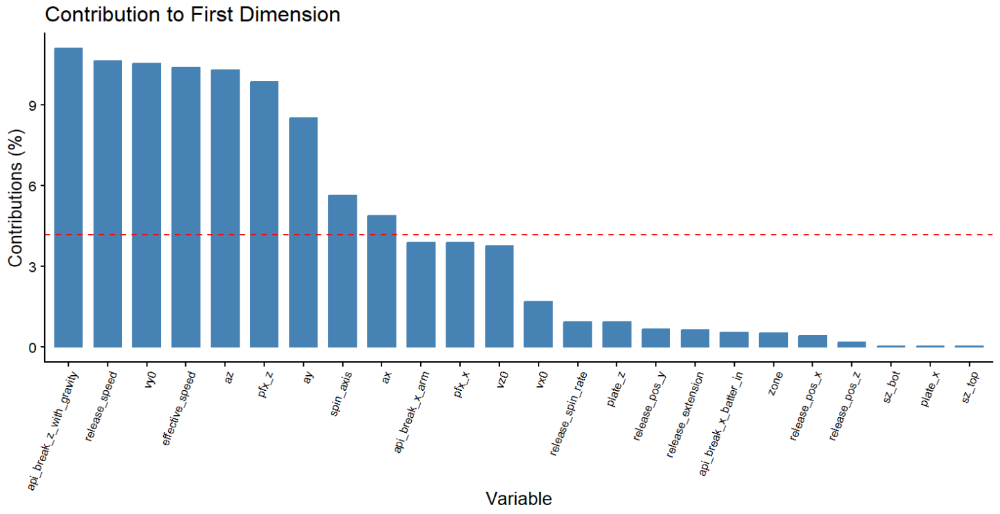 Contribution to First Dimension
Contributions (%)
9
6
3
0
api_break_z_with_gravity
release_speed
vy0
effective_speed
az
pfx_z
ay
spin_axis
ax
api_break_x_arm
pfx_x
vz0
vx0
release_spin_rate
plate_z
release_pos_y
release_extension
api_break_x_batter_in
zone
release_pos_x
release_pos_z
sz_bot
plate_x
sz_top
Variable